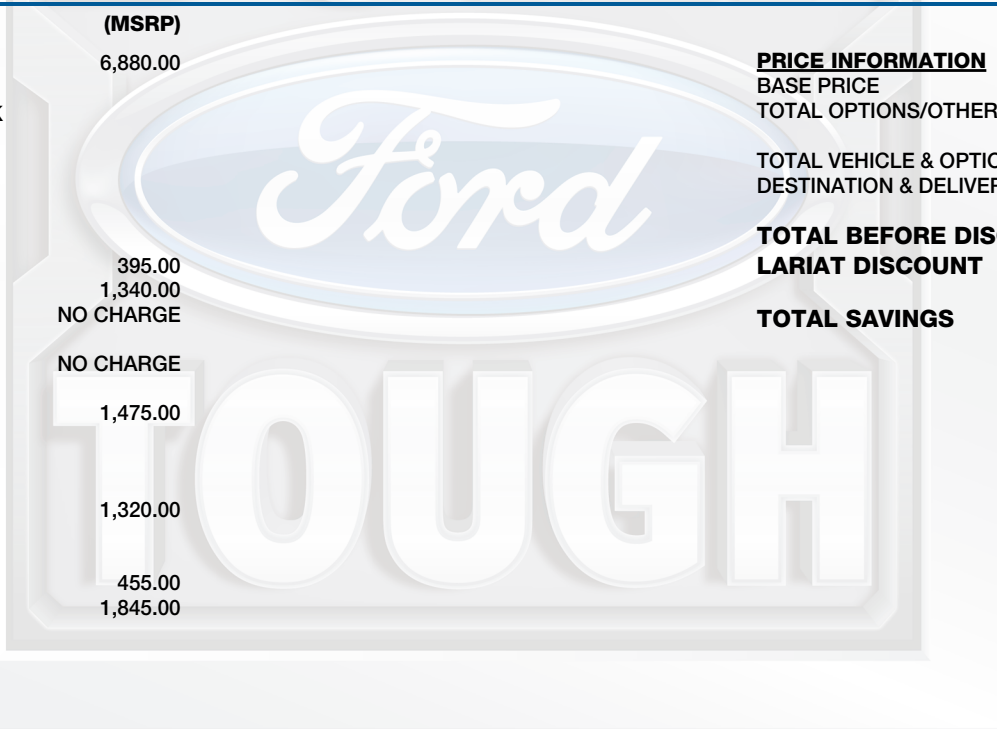 (MSRP)
6,880.00
395.00
1,340.00
NO CHARGE
NO CHARGE
1,475.00
1,320.00
455.00
1,845.00
Ford
TOUGH
PRICE INFORMATION
BASE PRICE
TOTAL OPTIONS/OTHER
TOTAL VEHICLE & OPTIO
DESTINATION & DELIVER
TOTAL BEFORE DIS
LARIAT DISCOUNT
TOTAL SAVINGS